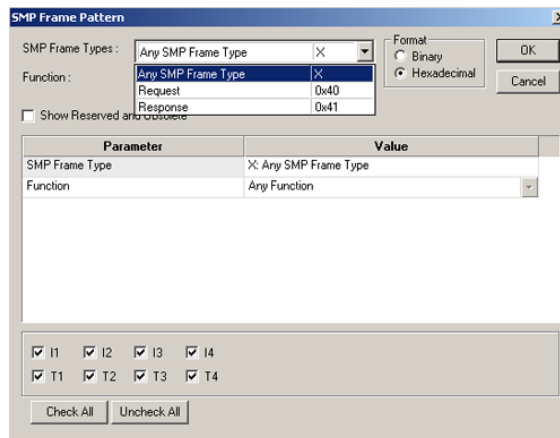 SMP Frame Pattern
SMP Frame Types :
Any SMP Frame Type X
Any SMP Frame Type X
Request 0x40
Response 0x41
Function :
Format
Binary
Hexadecimal
OK
Cancel
Show Reserved and Obsolete
Parameter Value
SMP Frame Type X: Any SMP Frame Type
Function Any Function
I1 I2 I3 I4
T1 T2 T3 T4
Check All Uncheck All